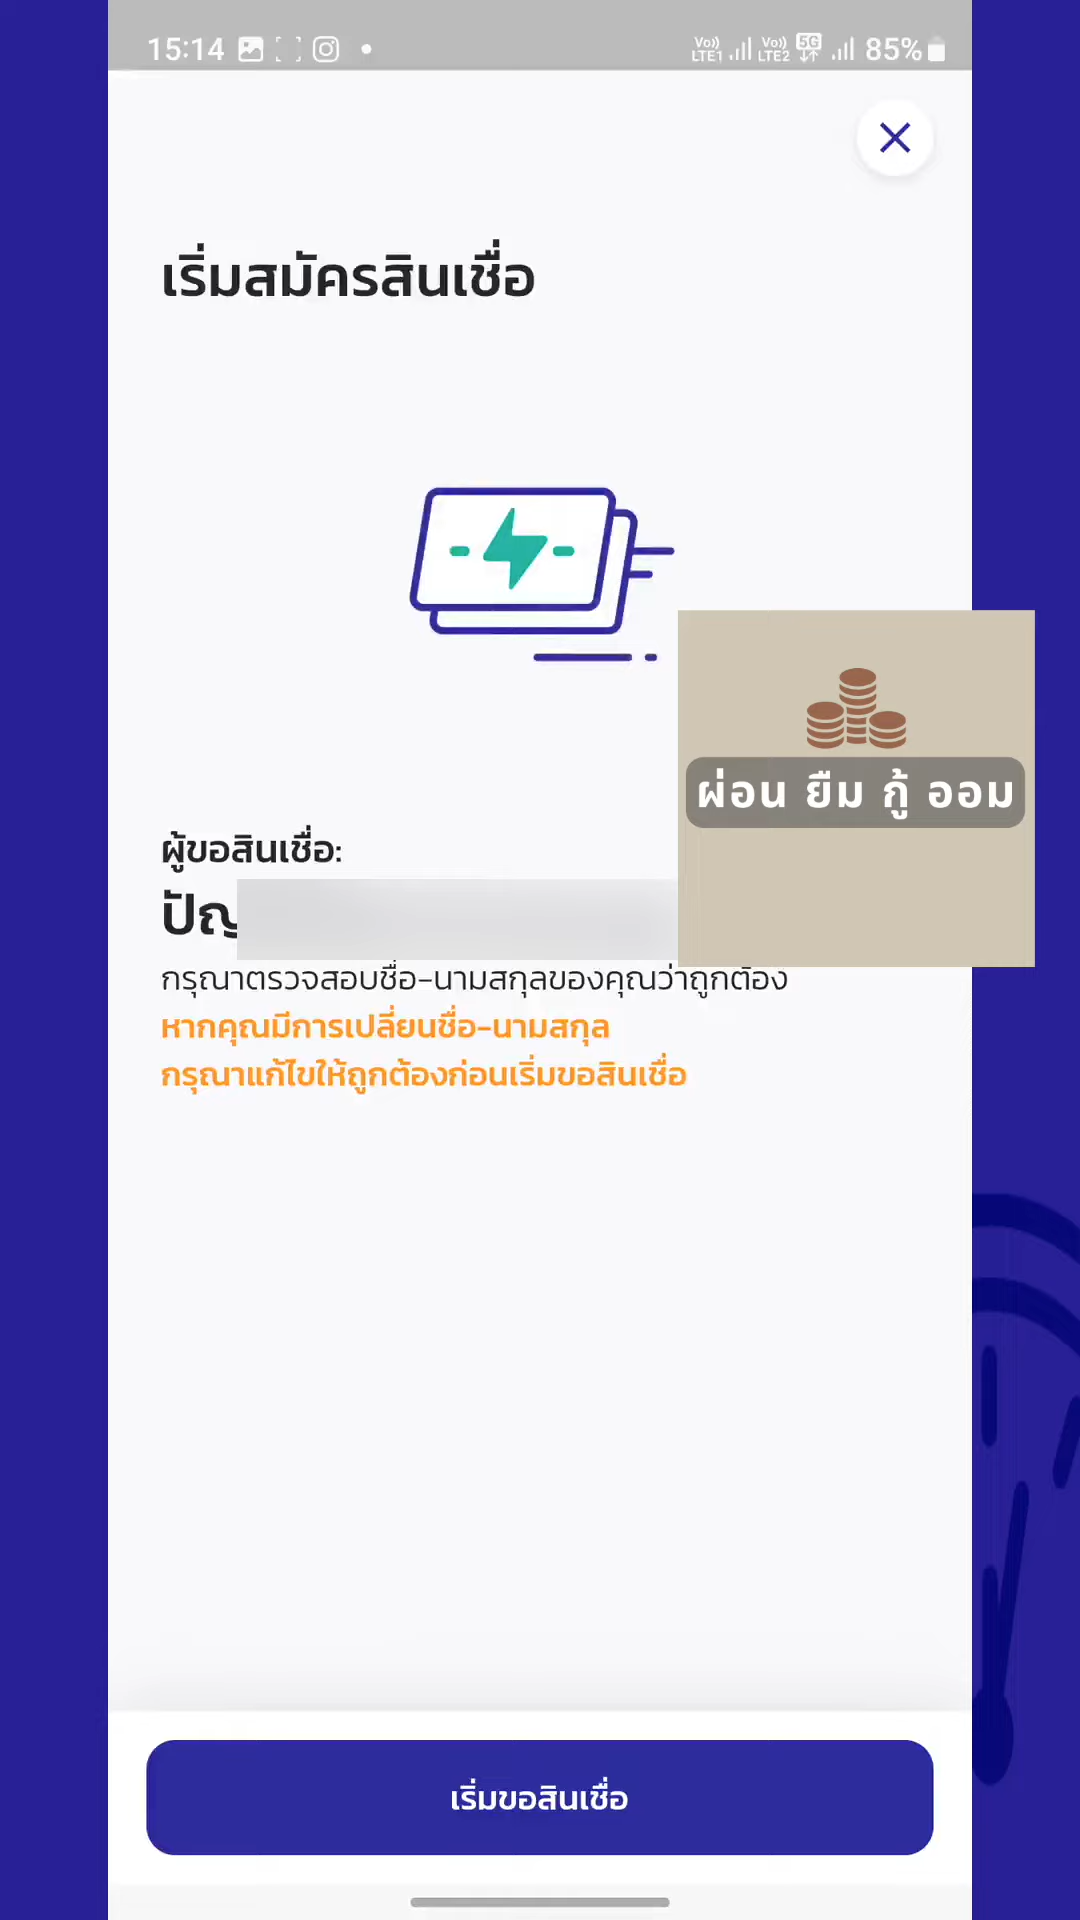 15:14
Vo)) LTE1 Vo)) LTE2 5G 85%
เริ่มสมัครสินเชื่อ
ผ่อน ยืม กู้ ออม
ผู้ขอสินเชื่อ:
ปัญ
กรุณาตรวจสอบชื่อ-นามสกุลของคุณว่าถูกต้อง
หากคุณมีการเปลี่ยนชื่อ-นามสกุล
กรุณาแก้ไขให้ถูกต้องก่อนเริ่มขอสินเชื่อ
เริ่มขอสินเชื่อ